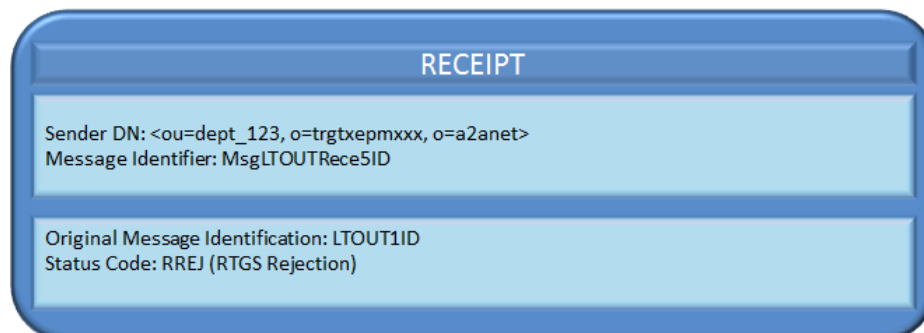 RECEIPT
Sender DN: <ou=dept_123, o=trgtxepmxxx, o=a2anet>
Message Identifier: MsgLTOUTRece5ID
Original Message Identification: LTOUT1ID
Status Code: RREJ (RTGS Rejection)